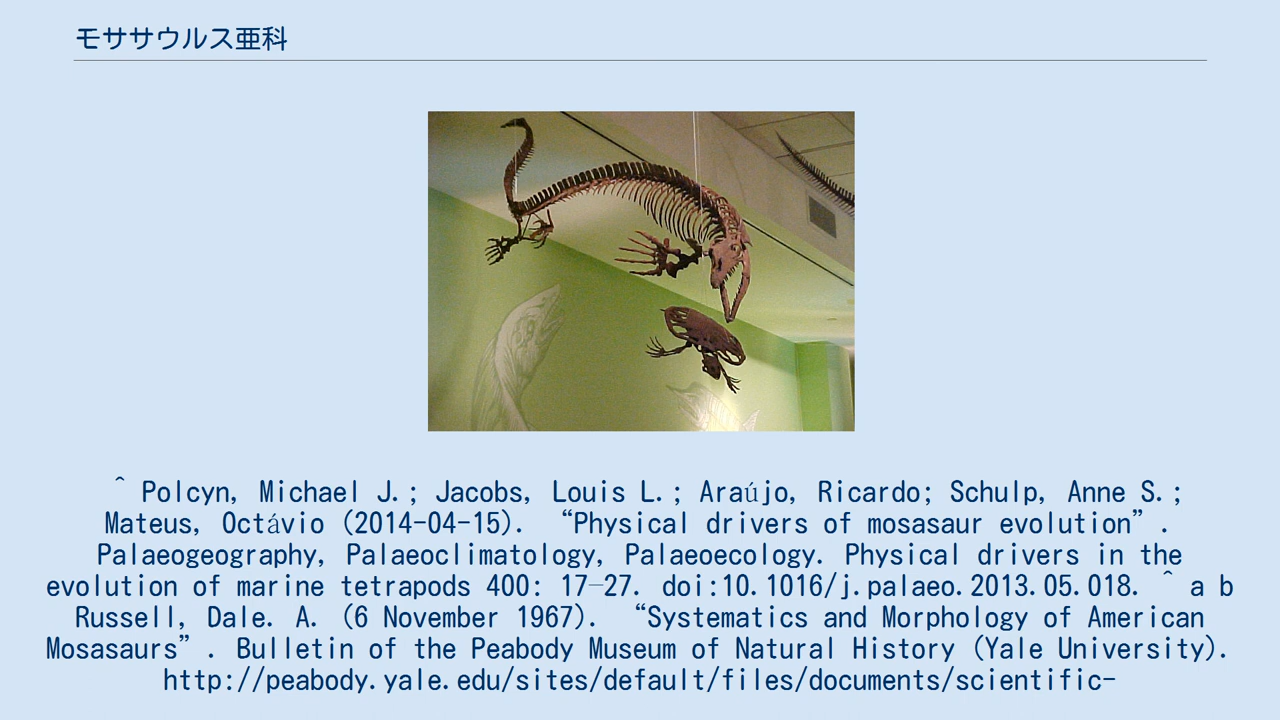 モササウルス亜科
^ Polcyn, Michael J.; Jacobs, Louis L.; Araújo, Ricardo; Schulp, Anne S.;
Mateus, Octávio (2014-04-15). “Physical drivers of mosasaur evolution”.
Palaeogeography, Palaeoclimatology, Palaeoecology. Physical drivers in the
evolution of marine tetrapods 400: 17–27. doi:10.1016/j.palaeo.2013.05.018. ^ a b
Russell, Dale. A. (6 November 1967). “Systematics and Morphology of American
Mosasaurs”. Bulletin of the Peabody Museum of Natural History (Yale University).
http://peabody.yale.edu/sites/default/files/documents/scientific-